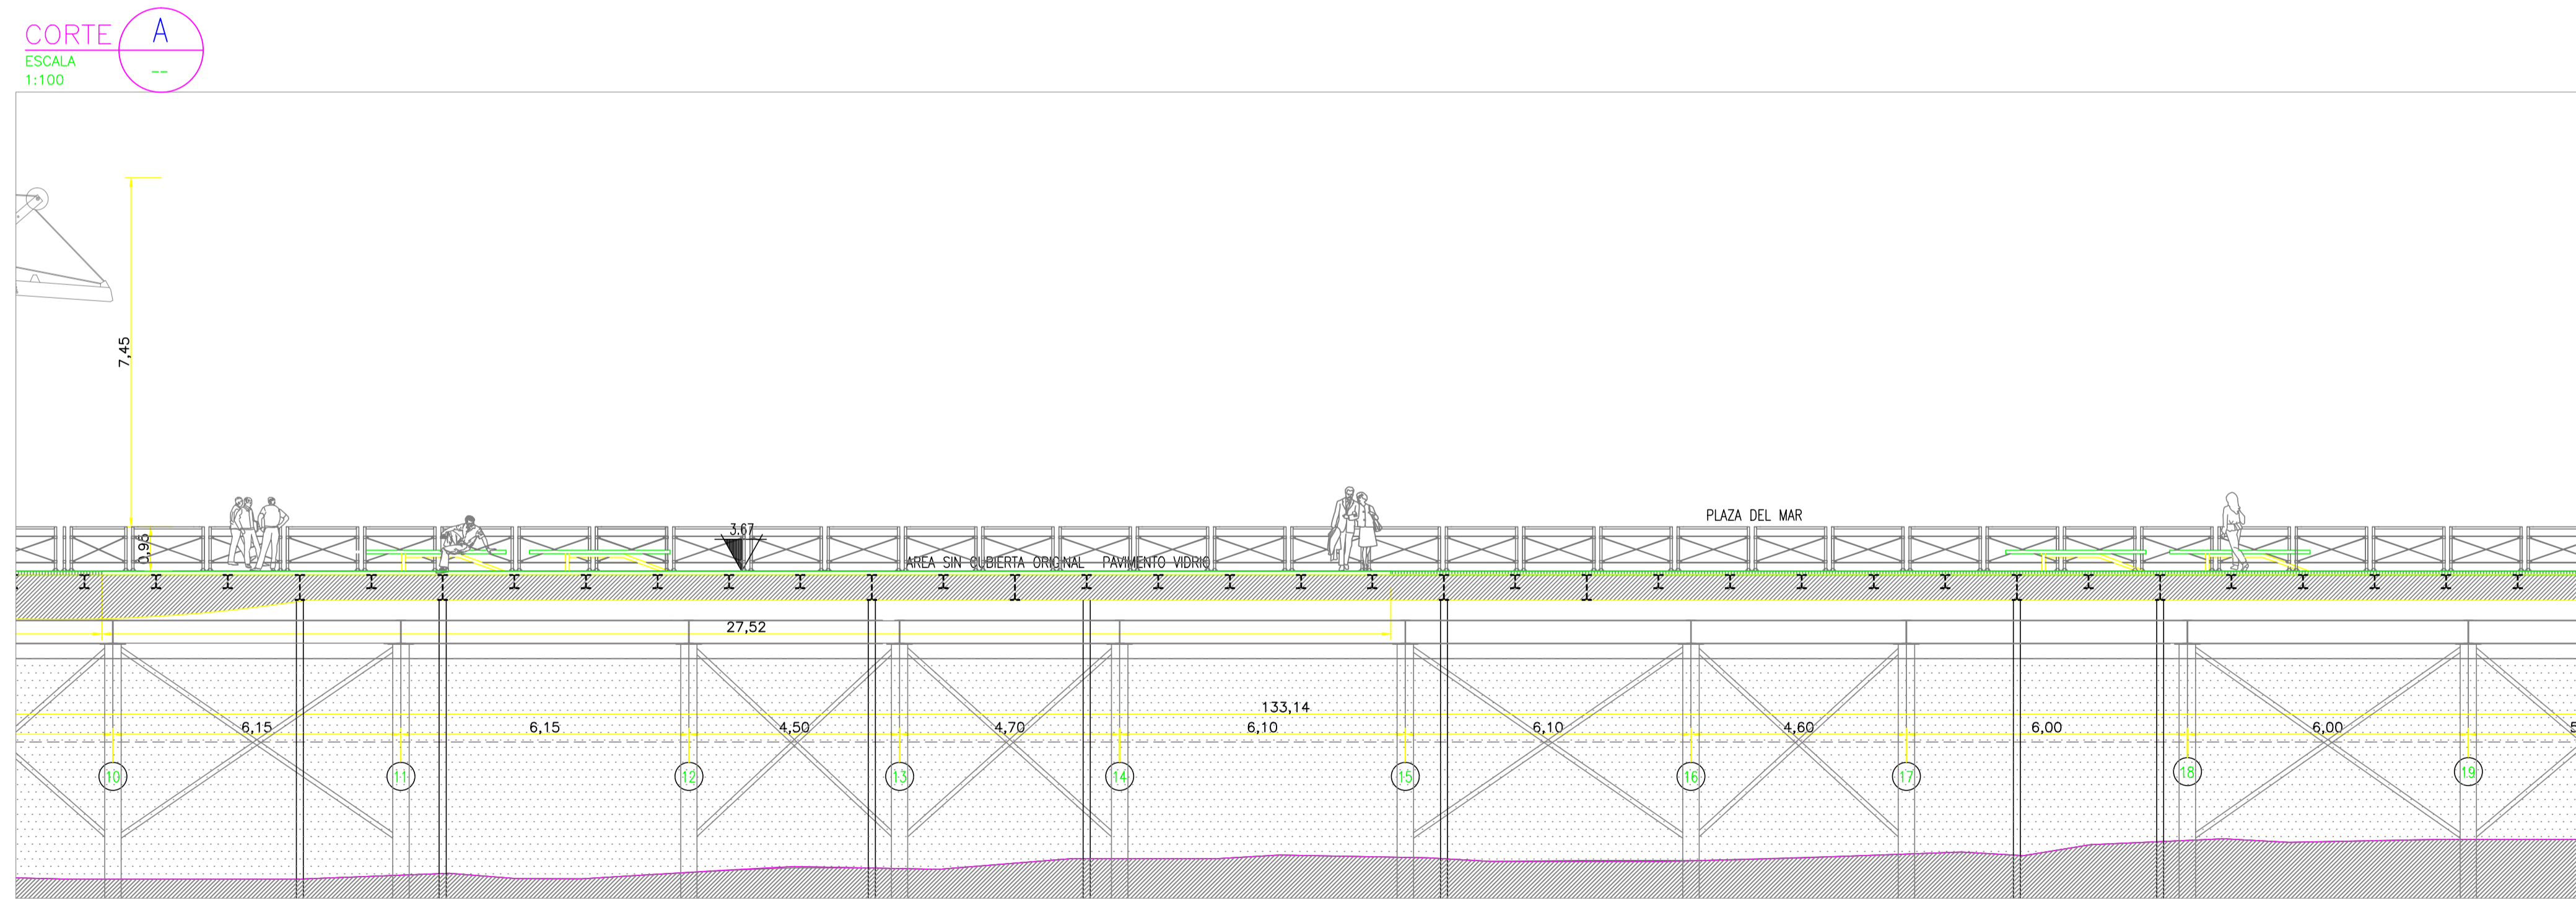 CORTE A
ESCALA
1:100
--
7,45
0,95
3.67
PLAZA DEL MAR
AREA SIN CUBIERTA ORIGINAL PAVIMENTO VIDRIO
27,52
133,14
6,15 6,15 4,50 4,70 6,10 6,10 4,60 6,00 6,00
10 11 12 13 14 15 16 17 18 19